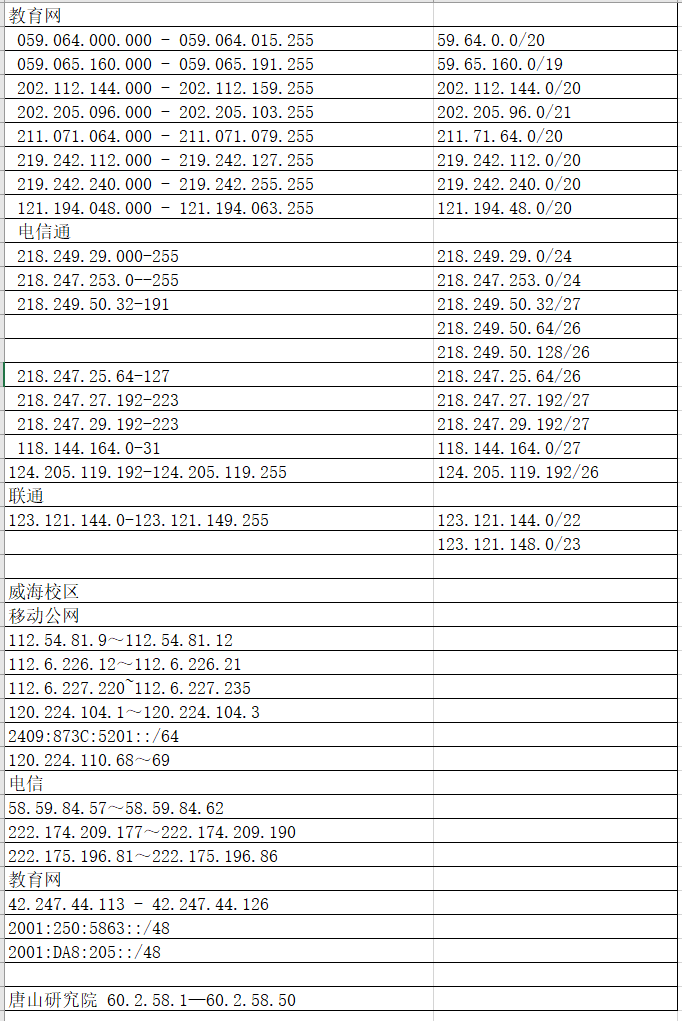 教育网
059.064.000.000 - 059.064.015.255 59.64.0.0/20
059.065.160.000 - 059.065.191.255 59.65.160.0/19
202.112.144.000 - 202.112.159.255 202.112.144.0/20
202.205.096.000 - 202.205.103.255 202.205.96.0/21
211.071.064.000 - 211.071.079.255 211.71.64.0/20
219.242.112.000 - 219.242.127.255 219.242.112.0/20
219.242.240.000 - 219.242.255.255 219.242.240.0/20
121.194.048.000 - 121.194.063.255 121.194.48.0/20
电信通
218.249.29.000-255 218.249.29.0/24
218.247.253.0--255 218.247.253.0/24
218.249.50.32-191 218.249.50.32/27
218.249.50.64/26
218.249.50.128/26
218.247.25.64-127 218.247.25.64/26
218.247.27.192-223 218.247.27.192/27
218.247.29.192-223 218.247.29.192/27
118.144.164.0-31 118.144.164.0/27
124.205.119.192-124.205.119.255 124.205.119.192/26
联通
123.121.144.0-123.121.149.255 123.121.144.0/22
123.121.148.0/23
威海校区
移动公网
112.54.81.9～112.54.81.12
112.6.226.12～112.6.226.21
112.6.227.220~112.6.227.235
120.224.104.1～120.224.104.3
2409:873C:5201::/64
120.224.110.68～69
电信
58.59.84.57～58.59.84.62
222.174.209.177～222.174.209.190
222.175.196.81～222.175.196.86
教育网
42.247.44.113 - 42.247.44.126
2001:250:5863::/48
2001:DA8:205::/48
唐山研究院 60.2.58.1—60.2.58.50